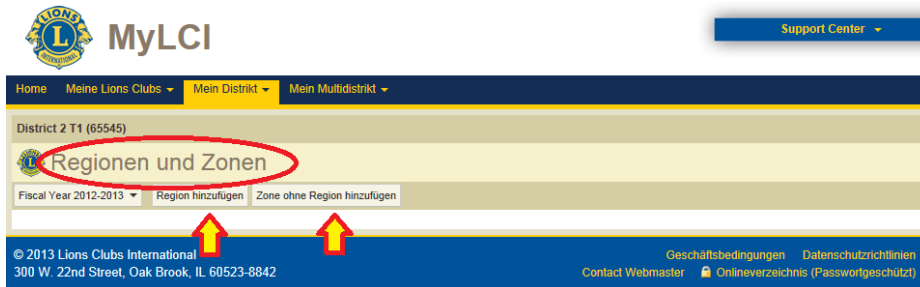 LIONS
L
INTERNATIONAL
MyLCI
Support Center
Home Meine Lions Clubs Mein Distrikt Mein Multidistrikt
District 2 T1 (65545)
Regionen und Zonen
Fiscal Year 2012-2013 Region hinzufügen Zone ohne Region hinzufügen
© 2013 Lions Clubs International Geschäftsbedingungen Datenschutzrichtlinien
300 W. 22nd Street, Oak Brook, IL 60523-8842 Contact Webmaster Onlineverzeichnis (Passwortgeschützt)